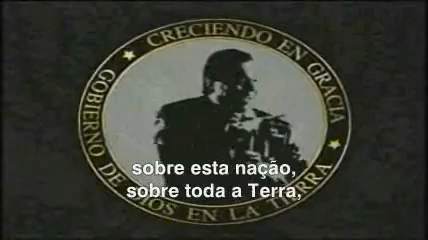 CRECIENDO EN GRACIA
GOBIERNO DE DIOS EN LA TIERRA
sobre esta nação,
sobre toda a Terra,